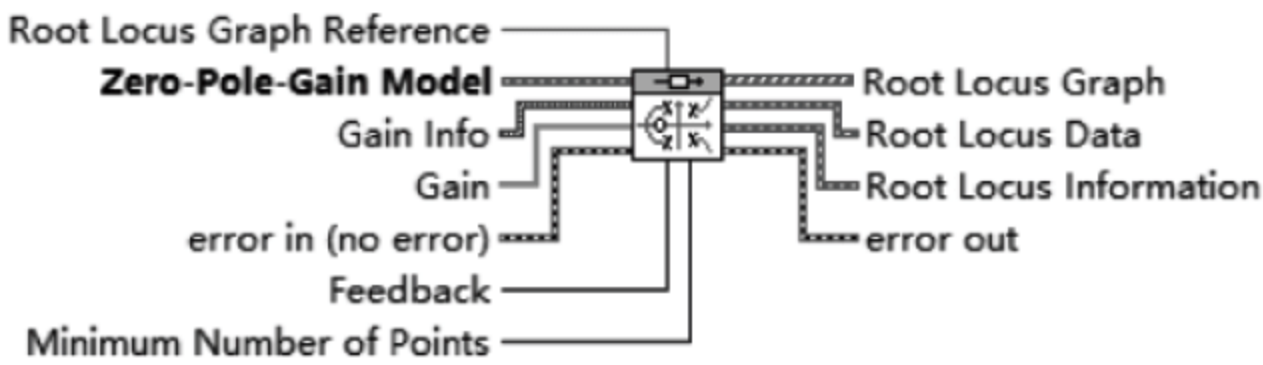 Root Locus Graph Reference
Zero-Pole-Gain Model
Root Locus Graph
Gain Info
Root Locus Data
Gain
Root Locus Information
error in (no error)
error out
Feedback
Minimum Number of Points